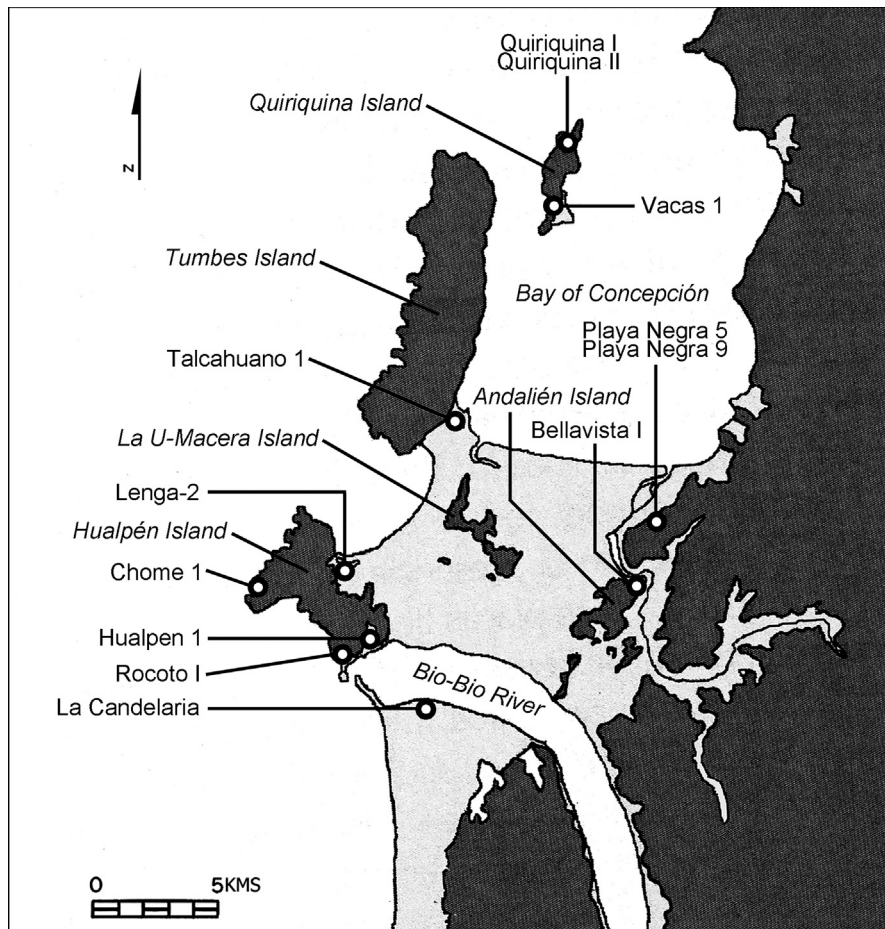 Quiriquina I
Quiriquina II
Quiriquina Island
N
Vacas 1
Tumbes Island
Bay of Concepción
Playa Negra 5
Playa Negra 9
Talcahuano 1
Andalién Island
La U-Macera Island
Bellavista I
Lenga-2
Hualpén Island
Chome 1
Hualpen 1
Rocoto I
Bio-Bio River
La Candelaria
0 5KMS